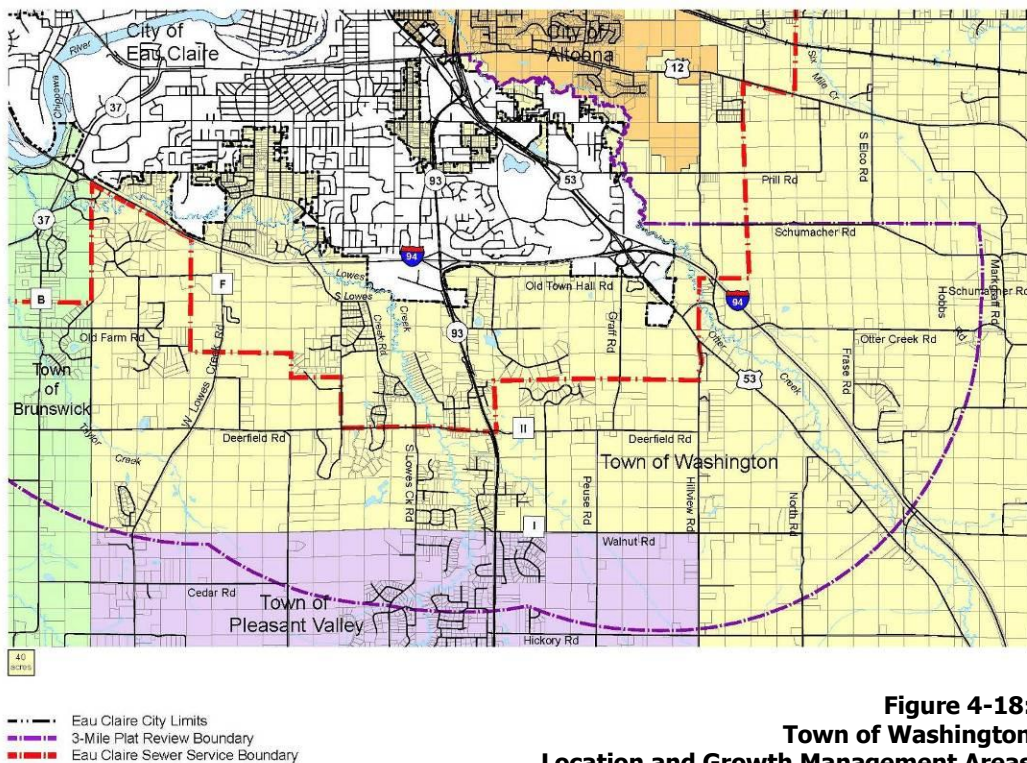 City of
Eau Claire
River
Chippewa
37
City of
Altoona
12
Six
Mile Cr
S Elco Rd
93
53
Prill Rd
37
Schumacher Rd
94
B
F
Lowes
S Lowes
Creek Rd
Creek
Old Town Hall Rd
94
Markgraff Rd
Schumacher Rd
Hobbs
Rd
Old Farm Rd
W Lowes Creek Rd
93
Graff Rd
Otter
Creek
Otter Creek Rd
Frase Rd
53
Town
of
Brunswick
Taylor
Creek
Deerfield Rd
II
Deerfield Rd
Town of Washington
S Lowes Ck Rd
Peuse Rd
Hillview Rd
North Rd
I
Walnut Rd
Cedar Rd
Town of
Pleasant Valley
Hickory Rd
40
acres
Eau Claire City Limits
3-Mile Plat Review Boundary
Eau Claire Sewer Service Boundary
Figure 4-18:
Town of Washington
Location and Growth Management Areas